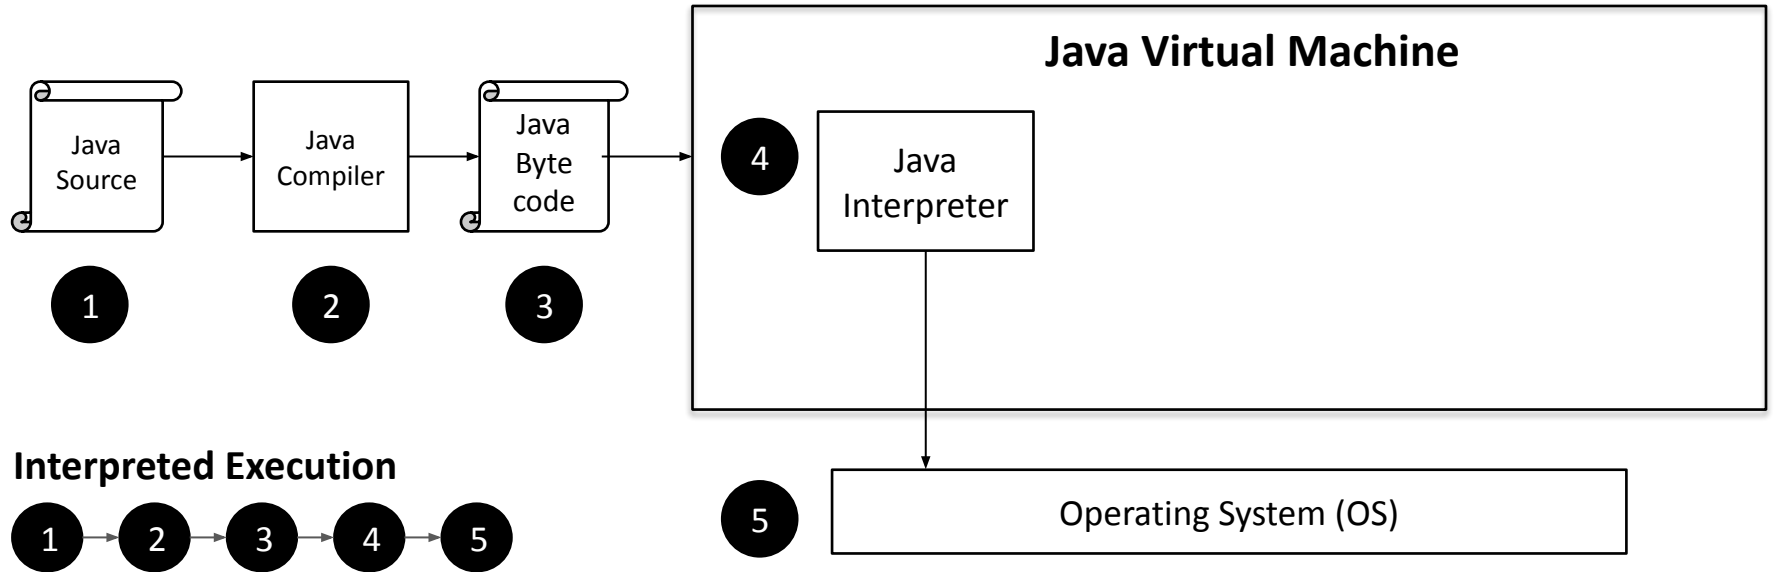 Java Virtual Machine
Java
Source
Java
Compiler
Java
Byte
code
4
Java
Interpreter
1
2
3
Interpreted Execution
1
2
3
4
5
5
Operating System (OS)